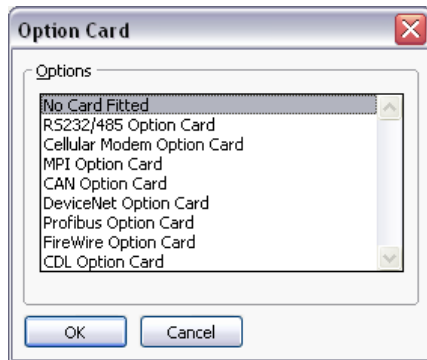 Option Card
Options
No Card Fitted
RS232/485 Option Card
Cellular Modem Option Card
MPI Option Card
CAN Option Card
DeviceNet Option Card
Profibus Option Card
FireWire Option Card
CDL Option Card
OK Cancel